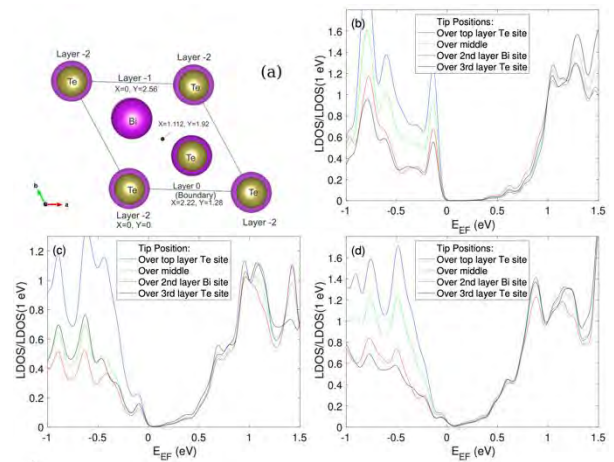 (a)
Layer -2
Layer -2
Te
Layer -1
Te
X=0, Y=2.56
Bi
X=1.112, Y=1.92
Te
b
a
Te
Layer 0
(Boundary)
Te
Layer -2
X=2.22, Y=1.28
Layer -2
X=0, Y=0
(b)
Tip Positions:
Over top layer Te site
Over middle
Over 2nd layer Bi site
Over 3rd layer Te site
LDOS/LDOS(1 eV)
1.6
1.4
1.2
1
0.8
0.6
0.4
0.2
0
-1
-0.5
0
0.5
1
1.5
E_EF (eV)
(c)
Tip Position:
Over top layer Te site
Over middle
Over 2nd layer Bi site
Over 3rd layer Te site
LDOS/LDOS(1 eV)
1.2
1
0.8
0.6
0.4
0.2
0
-1
-0.5
0
0.5
1
1.5
E_EF (eV)
(d)
Tip Positions:
Over top layer Te site
Over middle
Over 2nd layer Bi site
Over 3rd layer Te site
LDOS/LDOS(1 eV)
1.8
1.6
1.4
1.2
1
0.8
0.6
0.4
0.2
0
-1
-0.5
0
0.5
1
1.5
E_EF (eV)